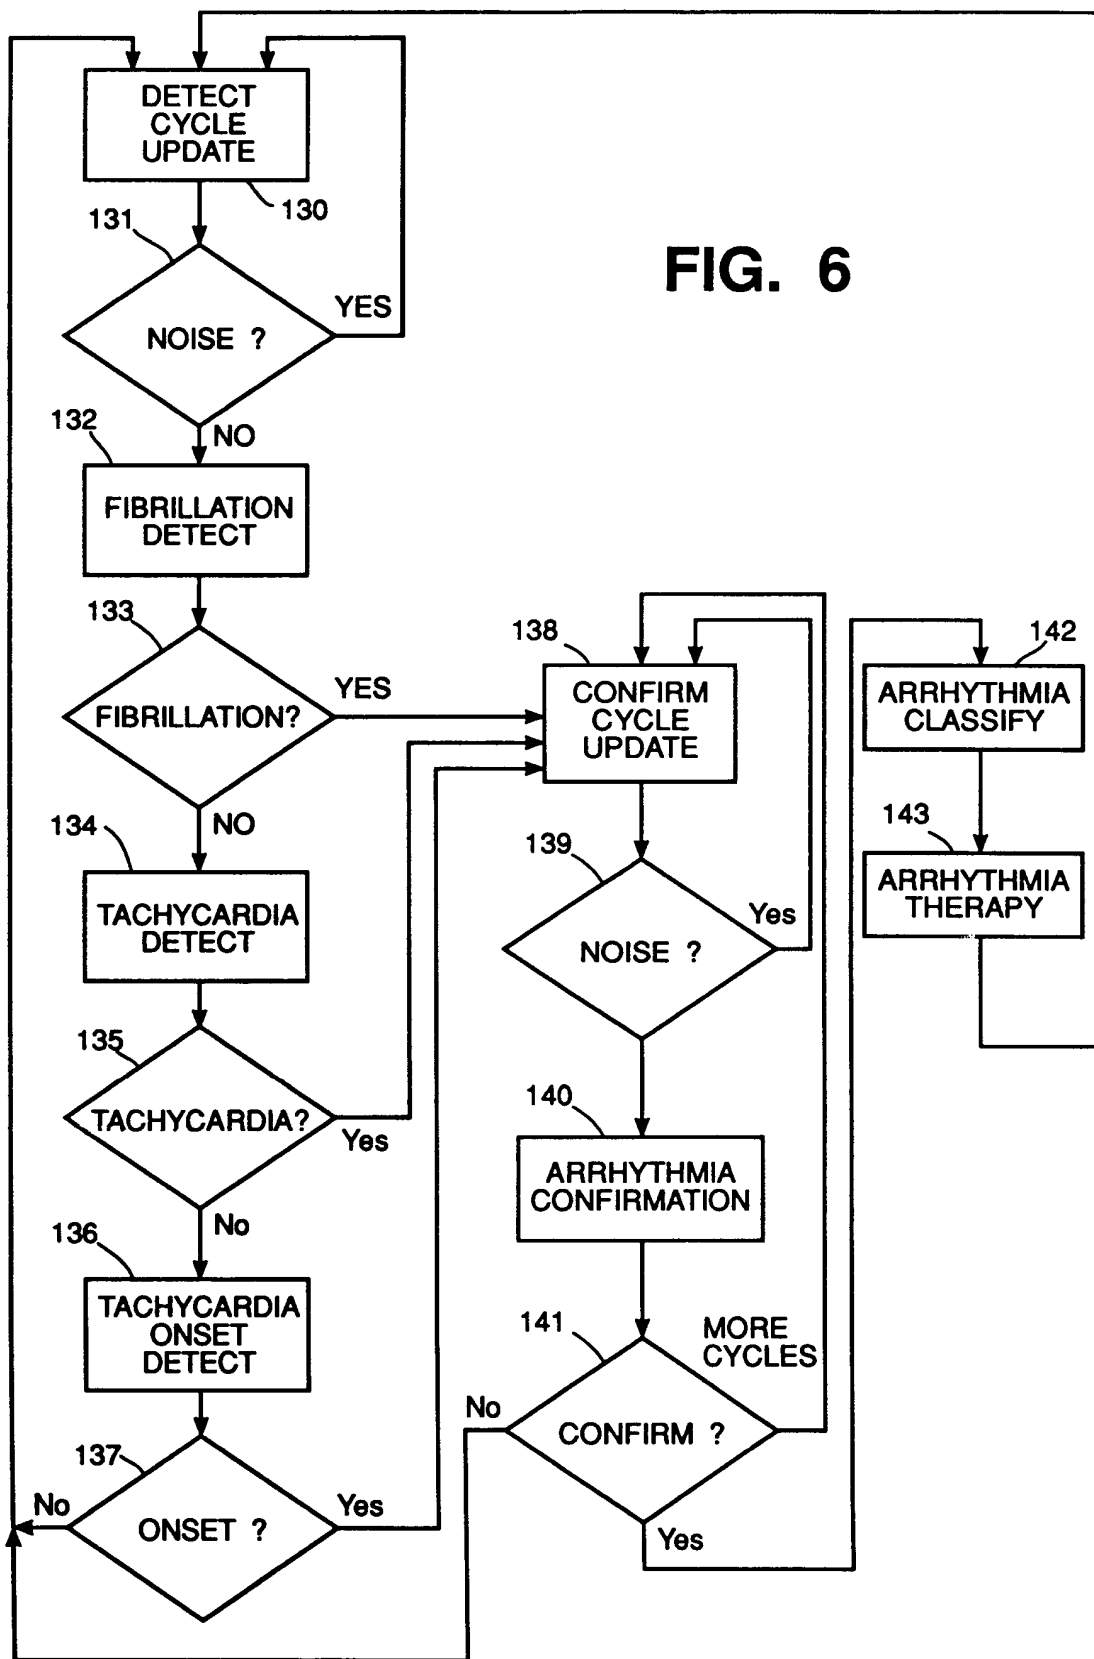 DETECT
CYCLE
UPDATE
130
131
FIG. 6
YES
NOISE ?
132
NO
FIBRILLATION
DETECT
133
YES
FIBRILLATION?
134
NO
TACHYCARDIA
DETECT
135
TACHYCARDIA?
Yes
136
No
TACHYCARDIA
ONSET
DETECT
137
No
Yes
ONSET ?
138
CONFIRM
CYCLE
UPDATE
139
Yes
NOISE ?
140
ARRHYTHMIA
CONFIRMATION
141
MORE
CYCLES
No
CONFIRM ?
Yes
142
ARRHYTHMIA
CLASSIFY
143
ARRHYTHMIA
THERAPY